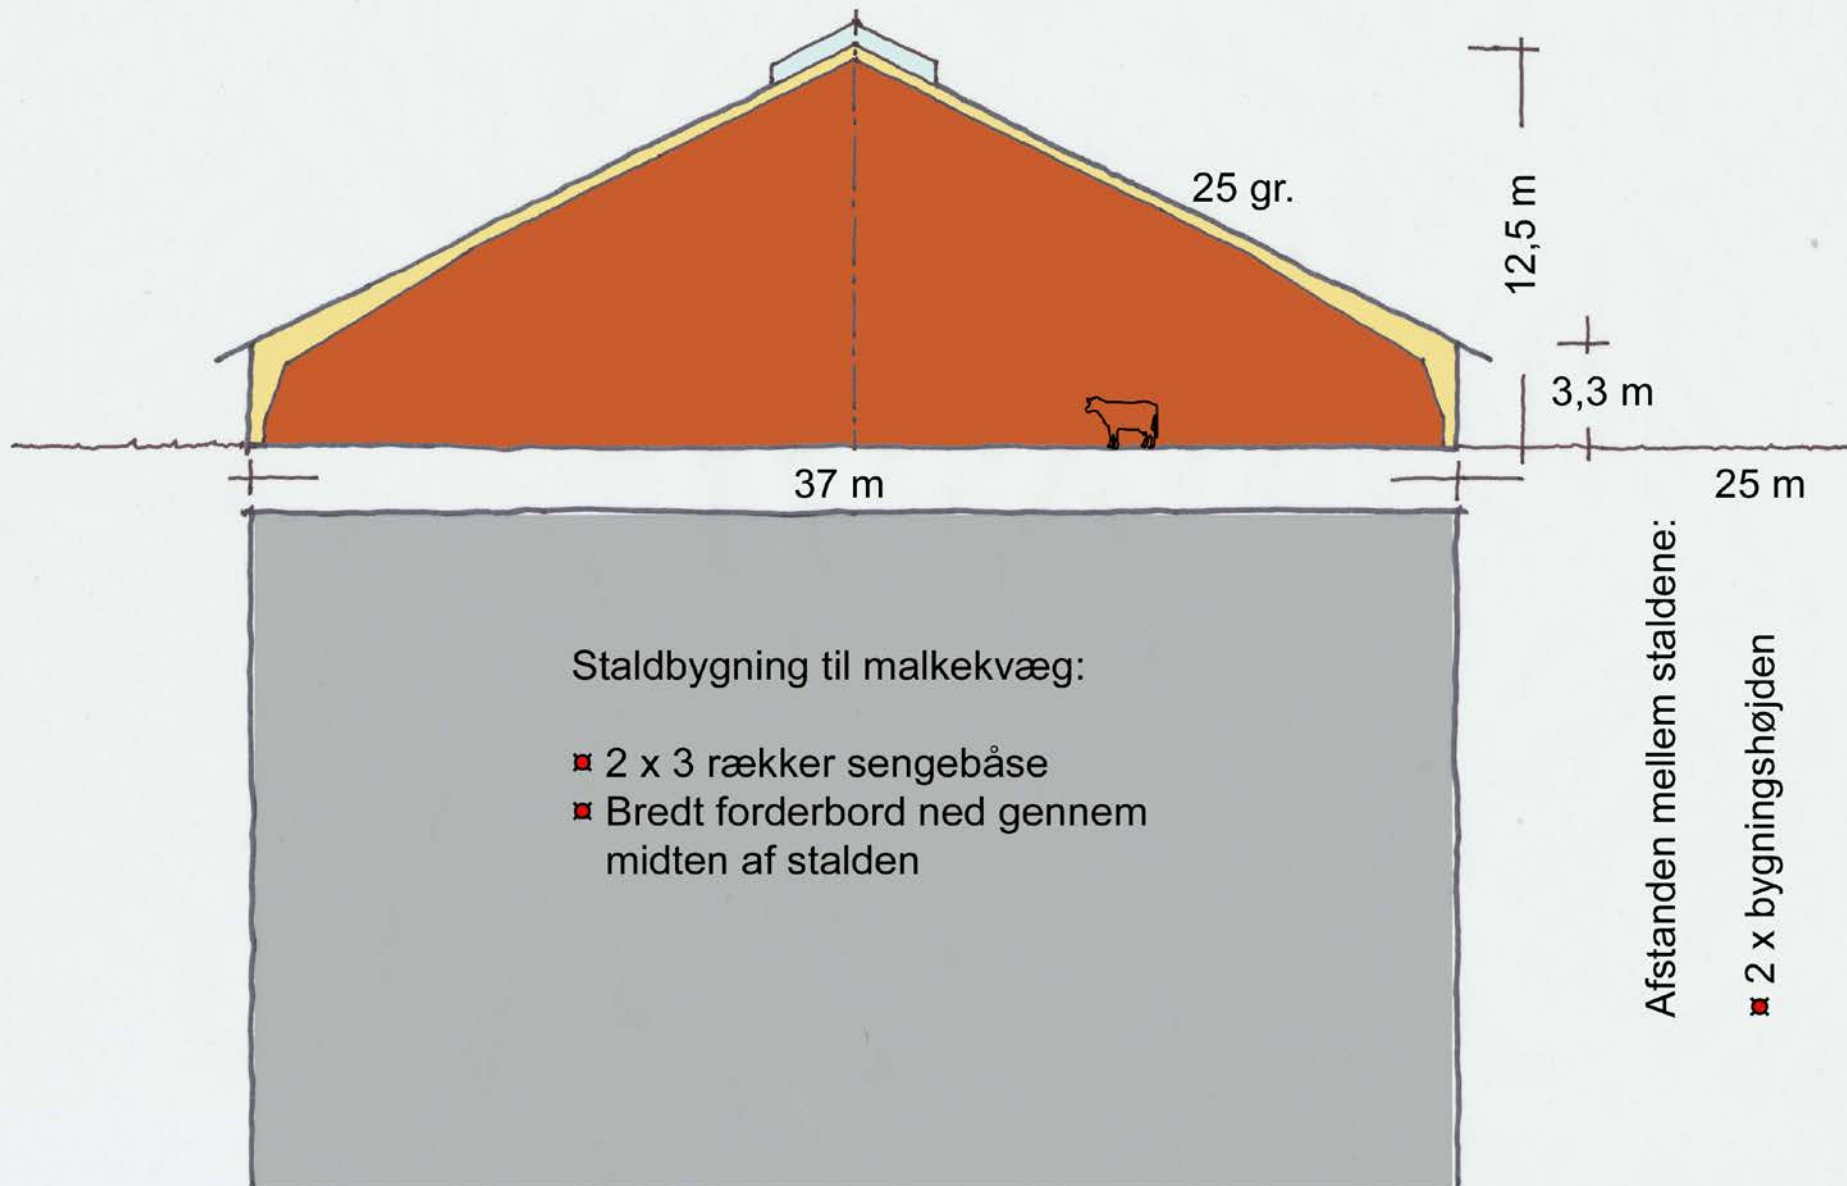 25 gr.
12,5 m
3,3 m
37 m
25 m
Staldbygning til malkekvæg:
¤ 2 x 3 rækker sengebåse
¤ Bredt forderbord ned gennem
midten af stalden
Afstanden mellem staldene:
¤ 2 x bygningshøjden